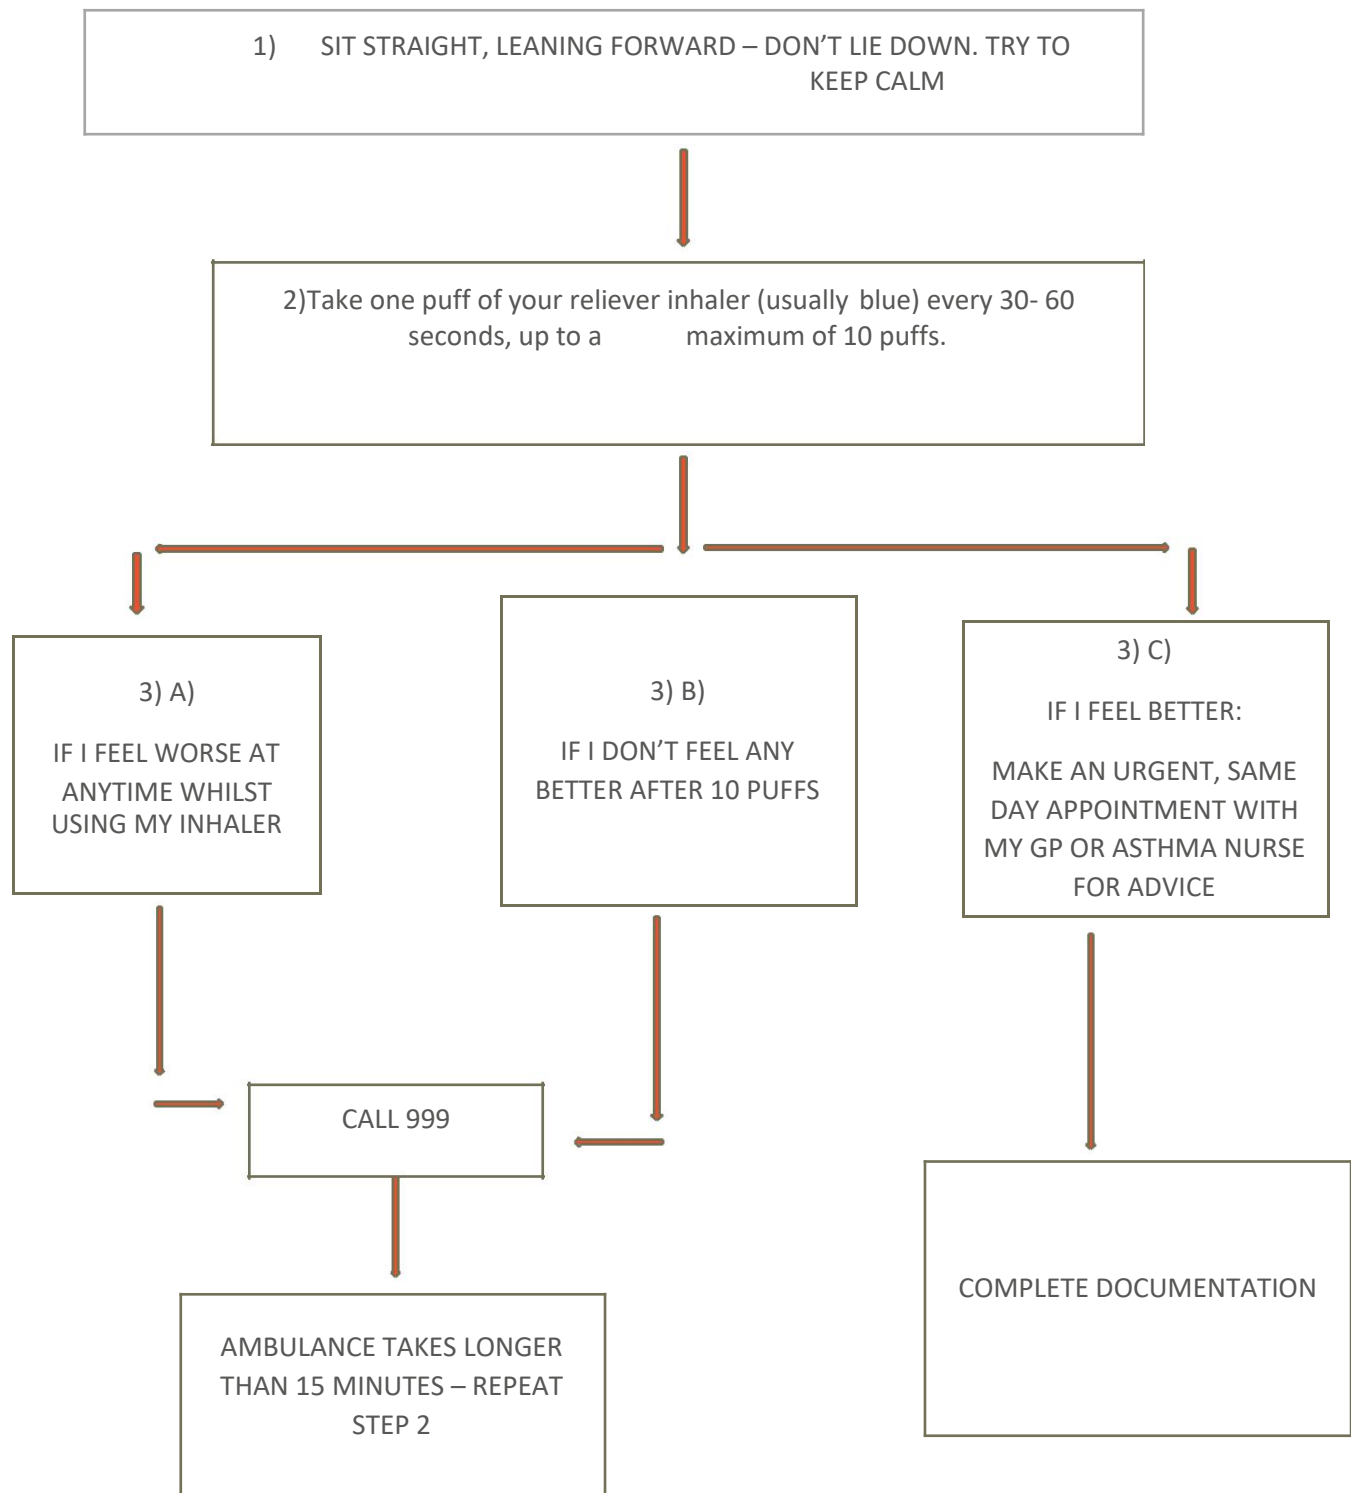 1) SIT STRAIGHT, LEANING FORWARD – DON'T LIE DOWN. TRY TO
KEEP CALM
2)Take one puff of your reliever inhaler (usually blue) every 30- 60
seconds, up to a maximum of 10 puffs.
3) A)
IF I FEEL WORSE AT
ANYTIME WHILST
USING MY INHALER
3) B)
IF I DON'T FEEL ANY
BETTER AFTER 10 PUFFS
3) C)
IF I FEEL BETTER:
MAKE AN URGENT, SAME
DAY APPOINTMENT WITH
MY GP OR ASTHMA NURSE
FOR ADVICE
CALL 999
COMPLETE DOCUMENTATION
AMBULANCE TAKES LONGER
THAN 15 MINUTES – REPEAT
STEP 2